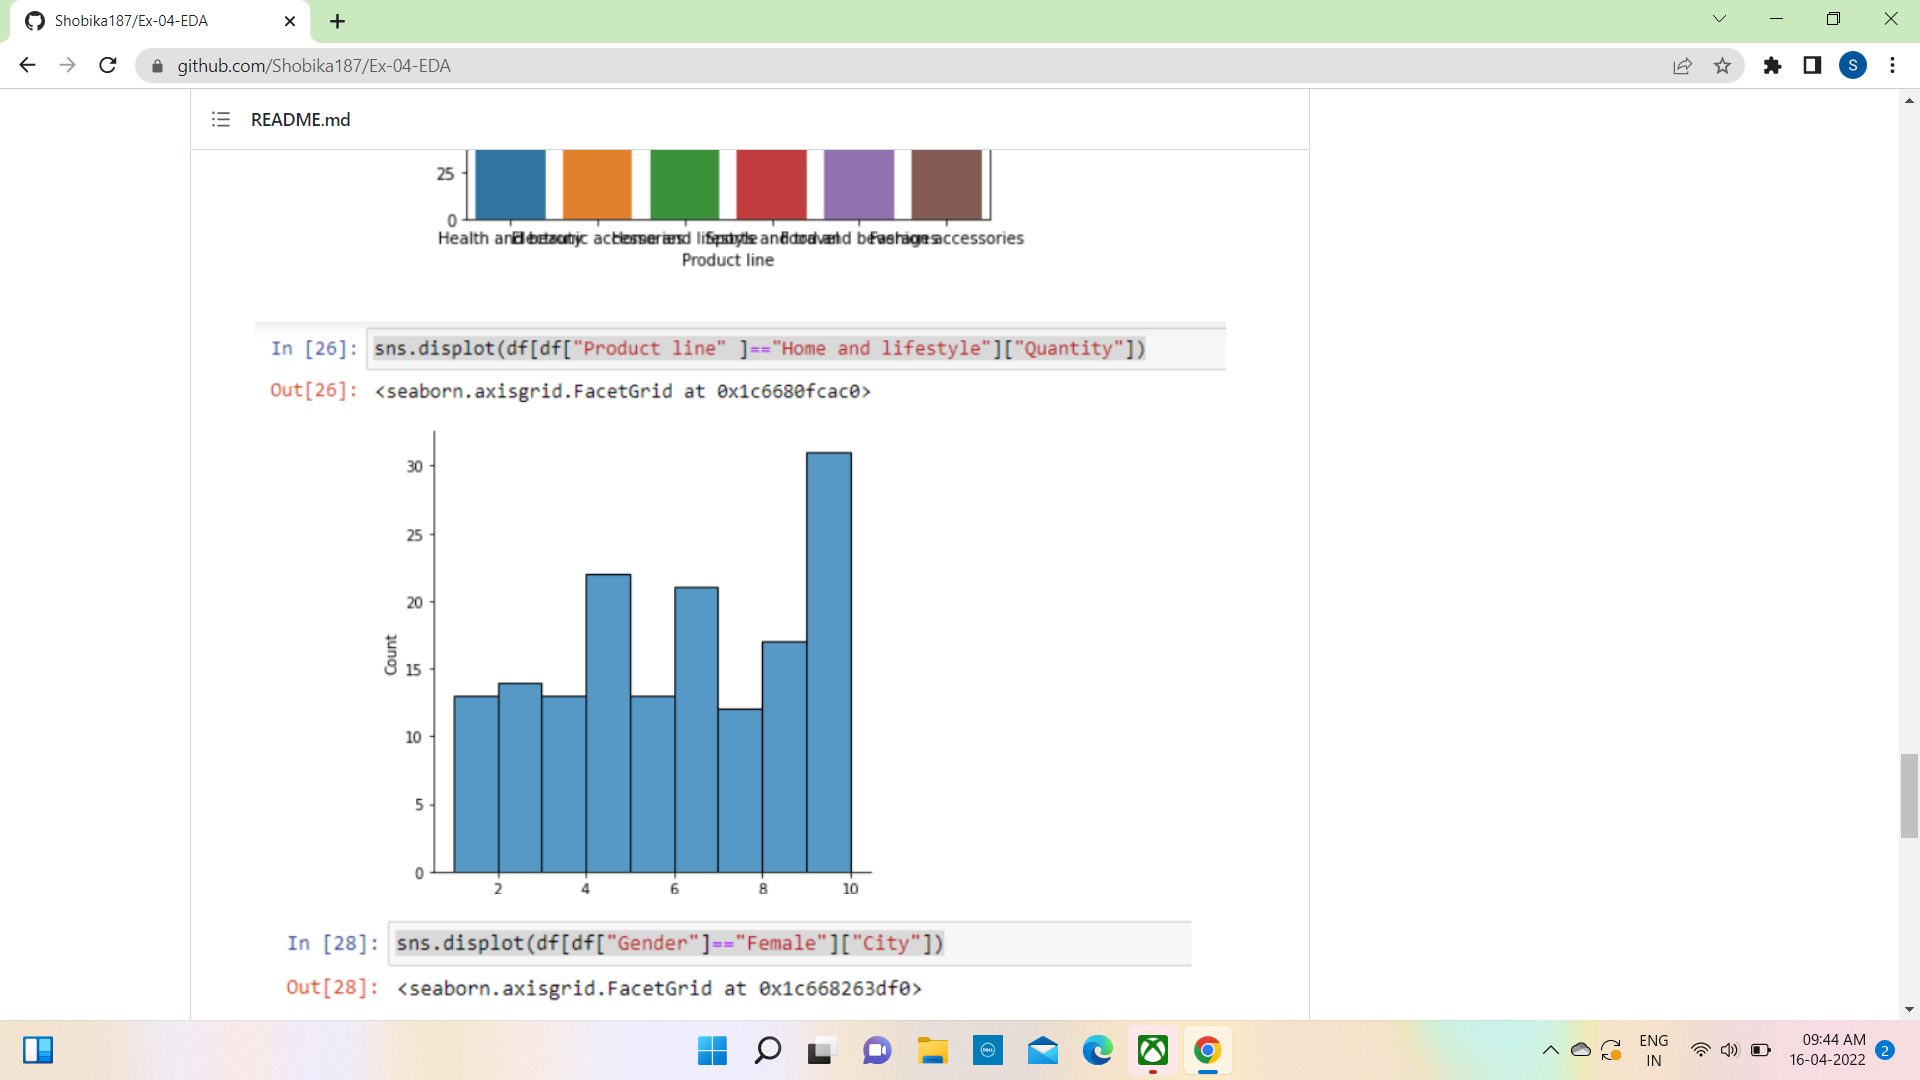 Shobika187/Ex-04-EDA
github.com/Shobika187/Ex-04-EDA
S
README.md
25
0
Health and beauty Electronic accessories Home and lifestyle Sports and travel Food and beverages Fashion accessories
Product line
In [26]: sns.displot(df[df["Product line" ]=="Home and lifestyle"]["Quantity"])
Out[26]: <seaborn.axisgrid.FacetGrid at 0x1c6680fcac0>
30
25
20
15
10
5
0
Count
2 4 6 8 10
In [28]: sns.displot(df[df["Gender"]=="Female"]["City"])
Out[28]: <seaborn.axisgrid.FacetGrid at 0x1c668263df0>
DELL
ENG
IN
09:44 AM
16-04-2022
2